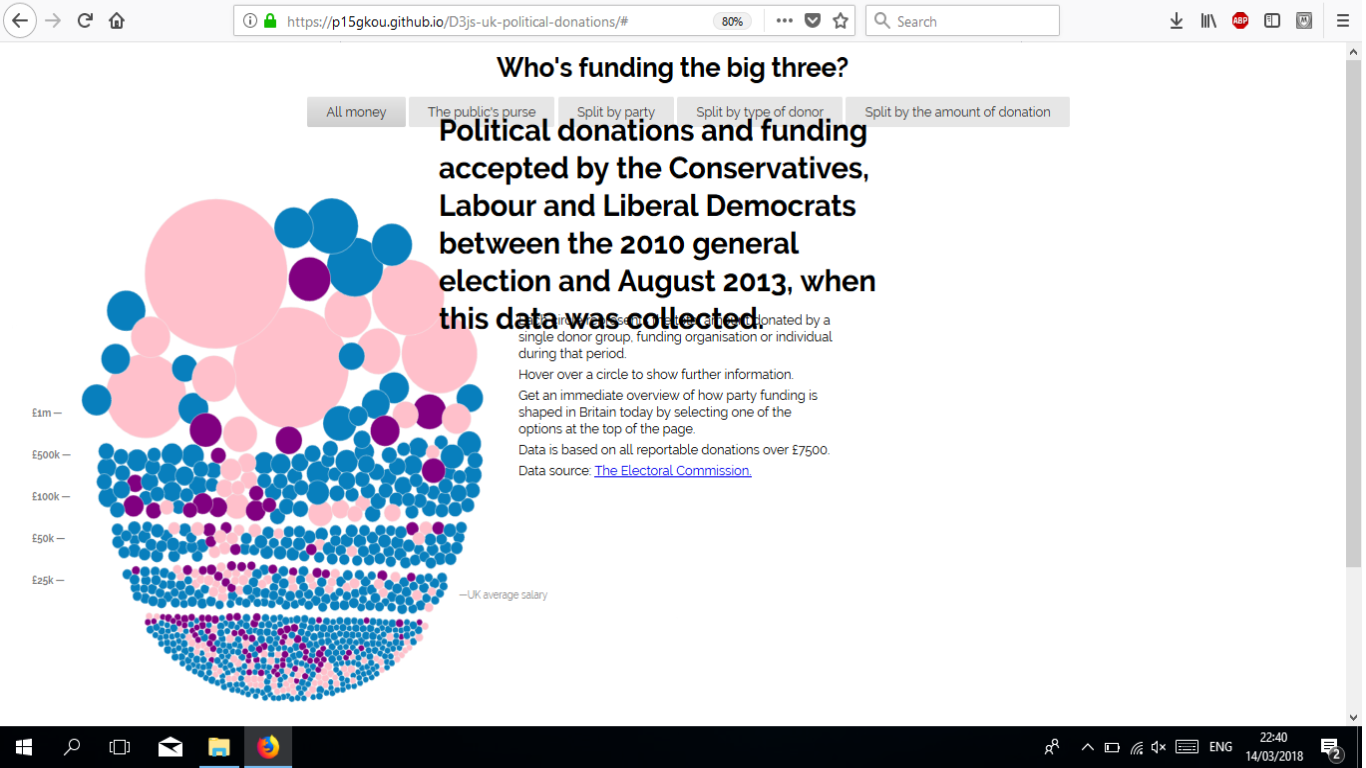 https://p15gkou.github.io/D3js-uk-political-donations/#
80%
Search
ABP
Who's funding the big three?
All money
The public's purse
Split by party
Split by type of donor
Split by the amount of donation
Political donations and funding
accepted by the Conservatives,
Labour and Liberal Democrats
between the 2010 general
election and August 2013, when
this data was collected.
donated by a
single donor group, funding organisation or individual
during that period.
Hover over a circle to show further information.
Get an immediate overview of how party funding is
shaped in Britain today by selecting one of the
options at the top of the page.
Data is based on all reportable donations over £7500.
Data source: The Electoral Commission.
£1m
£500k
£100k
£50k
£25k
UK average salary
ENG
22:40
14/03/2018
2